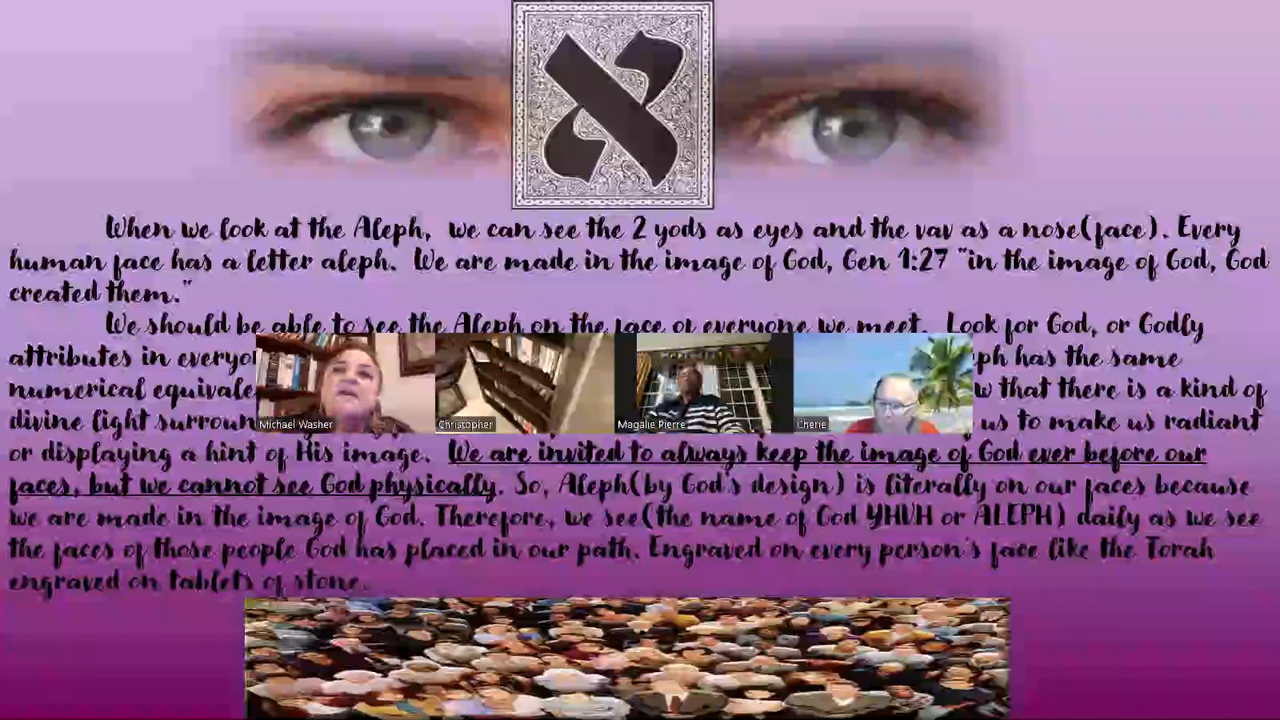 א
When we look at the Aleph, we can see the 2 yods as eyes and the vav as a nose(face). Every
human face has a letter aleph. We are made in the image of God, Gen 1:27 "in the image of God, God
created them."
We should be able to see the Aleph on the face of everyone we meet. Look for God, or Godly
attributes in has the same
numerical that there is a kind of
divine light us to make us radiant
Michael Washer
Christopher
Magalie Pierre
Cherie
or displaying a hint of His image. We are invited to always keep the image of God ever before our
faces, but we cannot see God physically. So, Aleph(by God's design) is literally on our faces because
we are made in the image of God. Therefore, we see(the name of God YHVH or ALEPH) daily as we see
the faces of those people God has placed in our path. Engraved on every person's face like the Torah
engraved on tablets of stone.